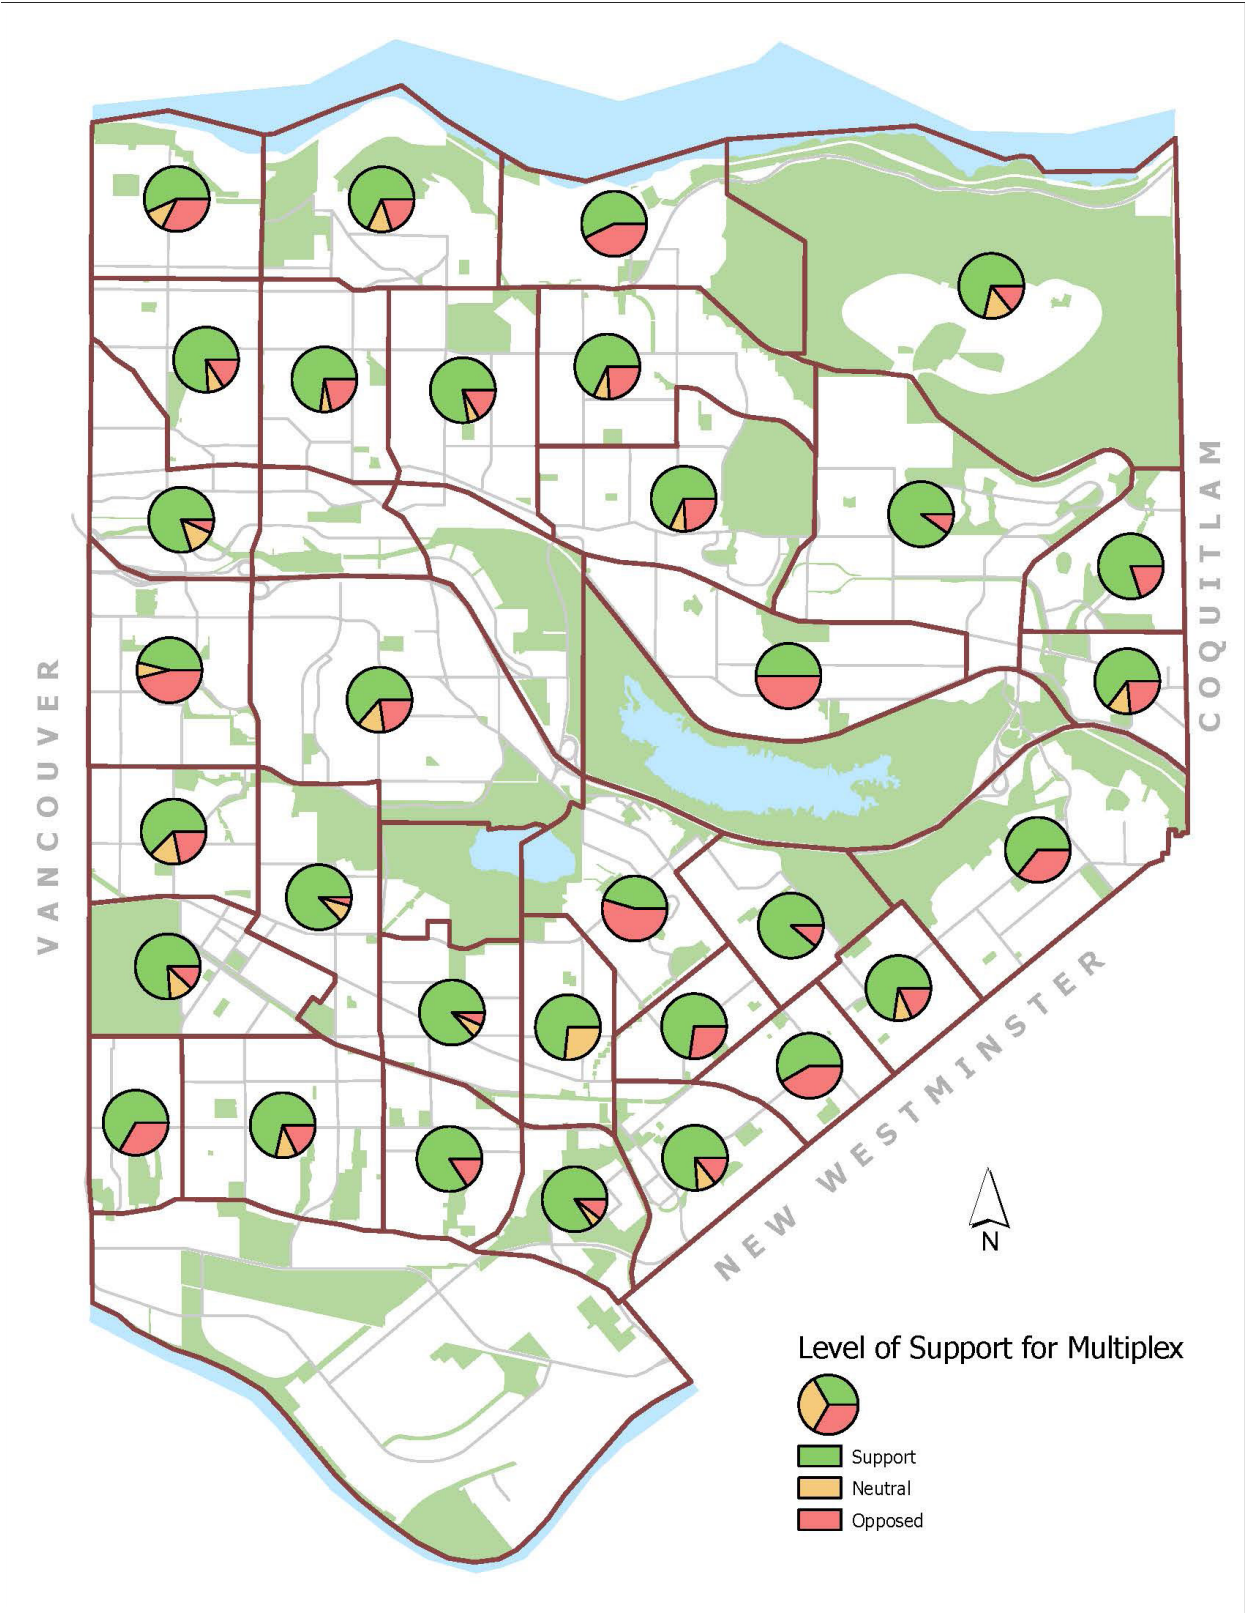 COQUITLAM
VANCOUVER
NEW WESTMINSTER
N
Level of Support for Multiplex
Support
Neutral
Opposed